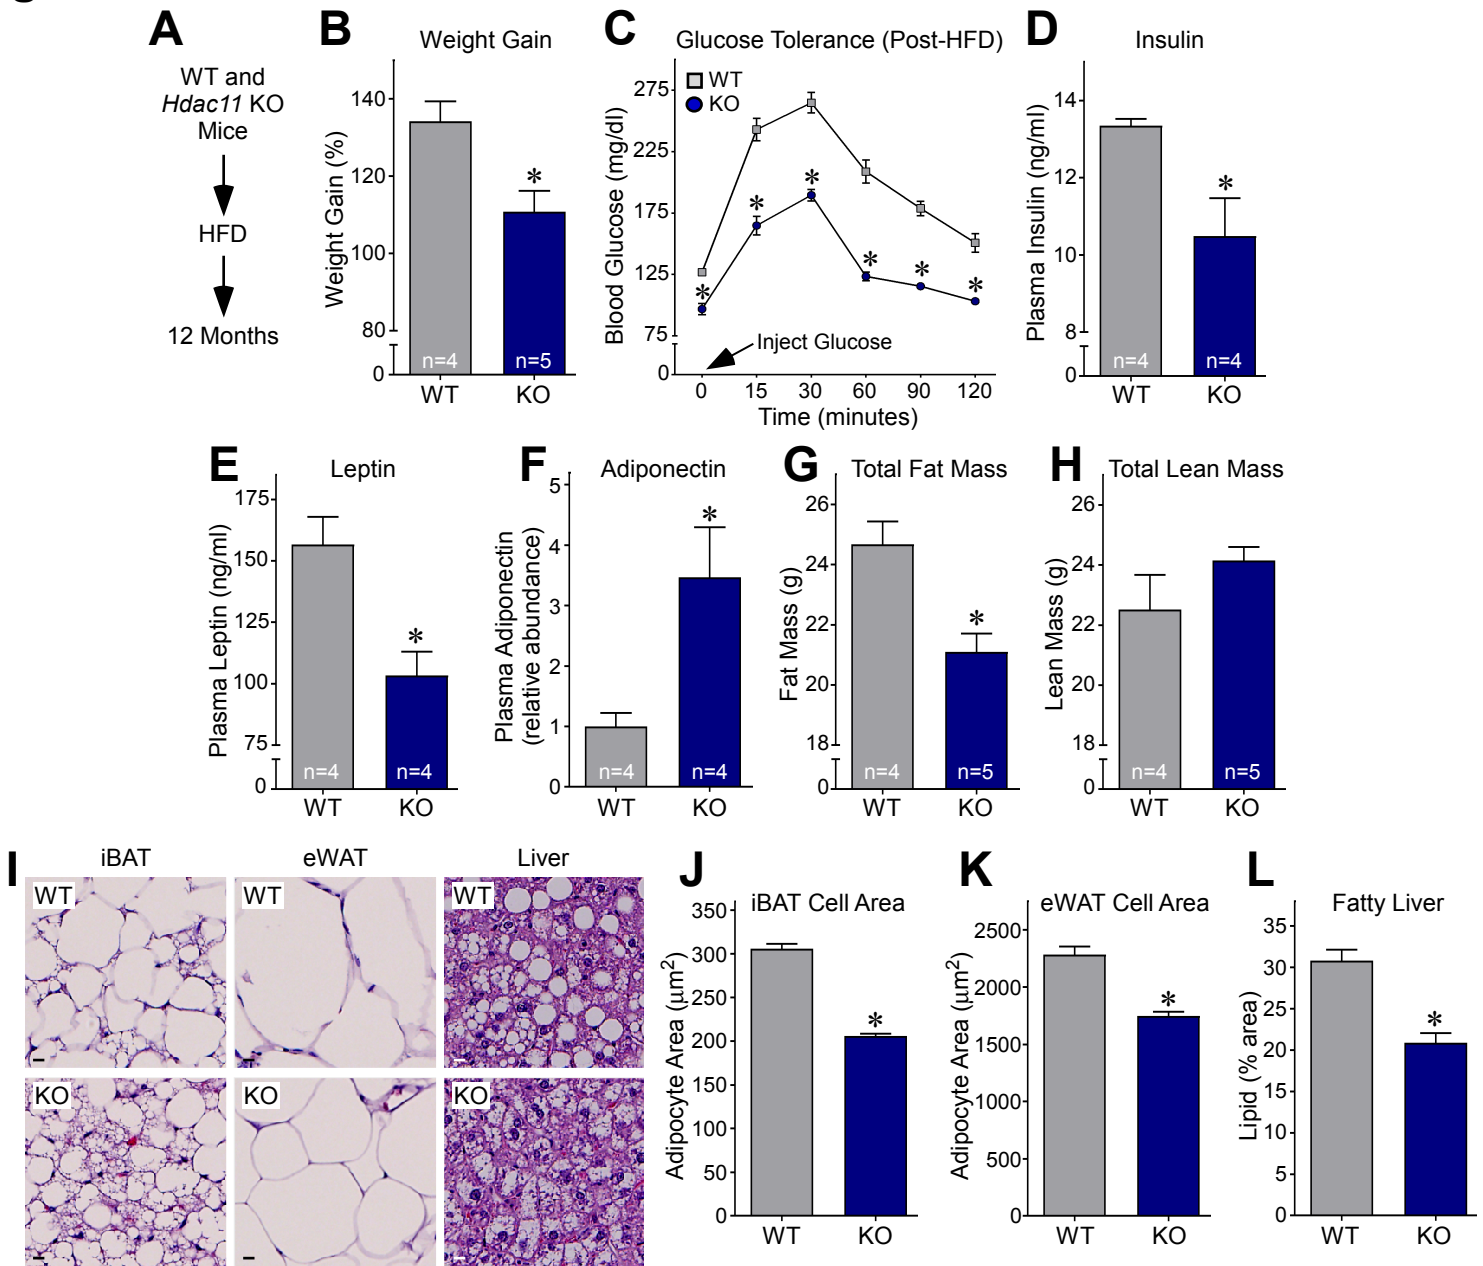 A
WT and
Hdac11 KO
Mice
HFD
12 Months
B
Weight Gain
Weight Gain (%)
140
120
100
80
0
n=4
n=5
WT
KO
C
Glucose Tolerance (Post-HFD)
WT
KO
Blood Glucose (mg/dl)
275
225
175
125
75
0
*
*
*
*
*
*
Inject Glucose
0 15 30 60 90 120
Time (minutes)
D
Insulin
Plasma Insulin (ng/ml)
14
12
10
8
0
*
n=4
n=4
WT
KO
E
Leptin
Plasma Leptin (ng/ml)
175
150
125
100
75
0
*
n=4
n=4
WT
KO
F
Adiponectin
Plasma Adiponectin
(relative abundance)
5
4
3
2
1
0
*
n=4
n=4
WT
KO
G
Total Fat Mass
Fat Mass (g)
26
24
22
20
18
0
*
n=4
n=5
WT
KO
H
Total Lean Mass
Lean Mass (g)
26
24
22
20
18
0
n=4
n=5
WT
KO
I
iBAT
eWAT
Liver
WT
WT
WT
KO
KO
KO
J
iBAT Cell Area
Adipocyte Area (µm²)
350
300
250
200
150
100
50
0
*
WT
KO
K
eWAT Cell Area
Adipocyte Area (µm²)
2500
2000
1500
1000
500
0
*
WT
KO
L
Fatty Liver
Lipid (% area)
35
30
25
20
15
10
5
0
*
WT
KO